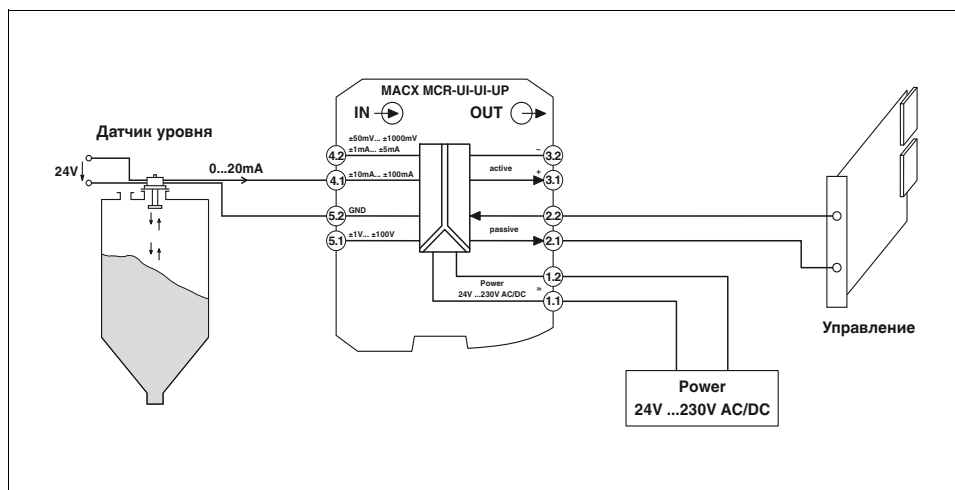 MACX MCR-UI-UI-UP
IN
OUT
Датчик уровня
24V
0...20mA
±50mV... ±1000mV
±1mA... ±5mA
4.2
±10mA... ±100mA
4.1
GND
5.2
±1V... ±100V
5.1
–
3.2
active
+
3.1
2.2
passive
2.1
1.2
Power
24V ...230V AC/DC
≅
1.1
Управление
Power
24V ...230V AC/DC